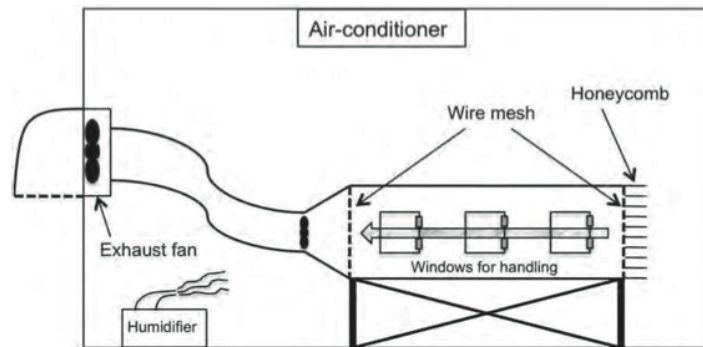 Air-conditioner
Honeycomb
Wire mesh
Exhaust fan
Windows for handling
Humidifier